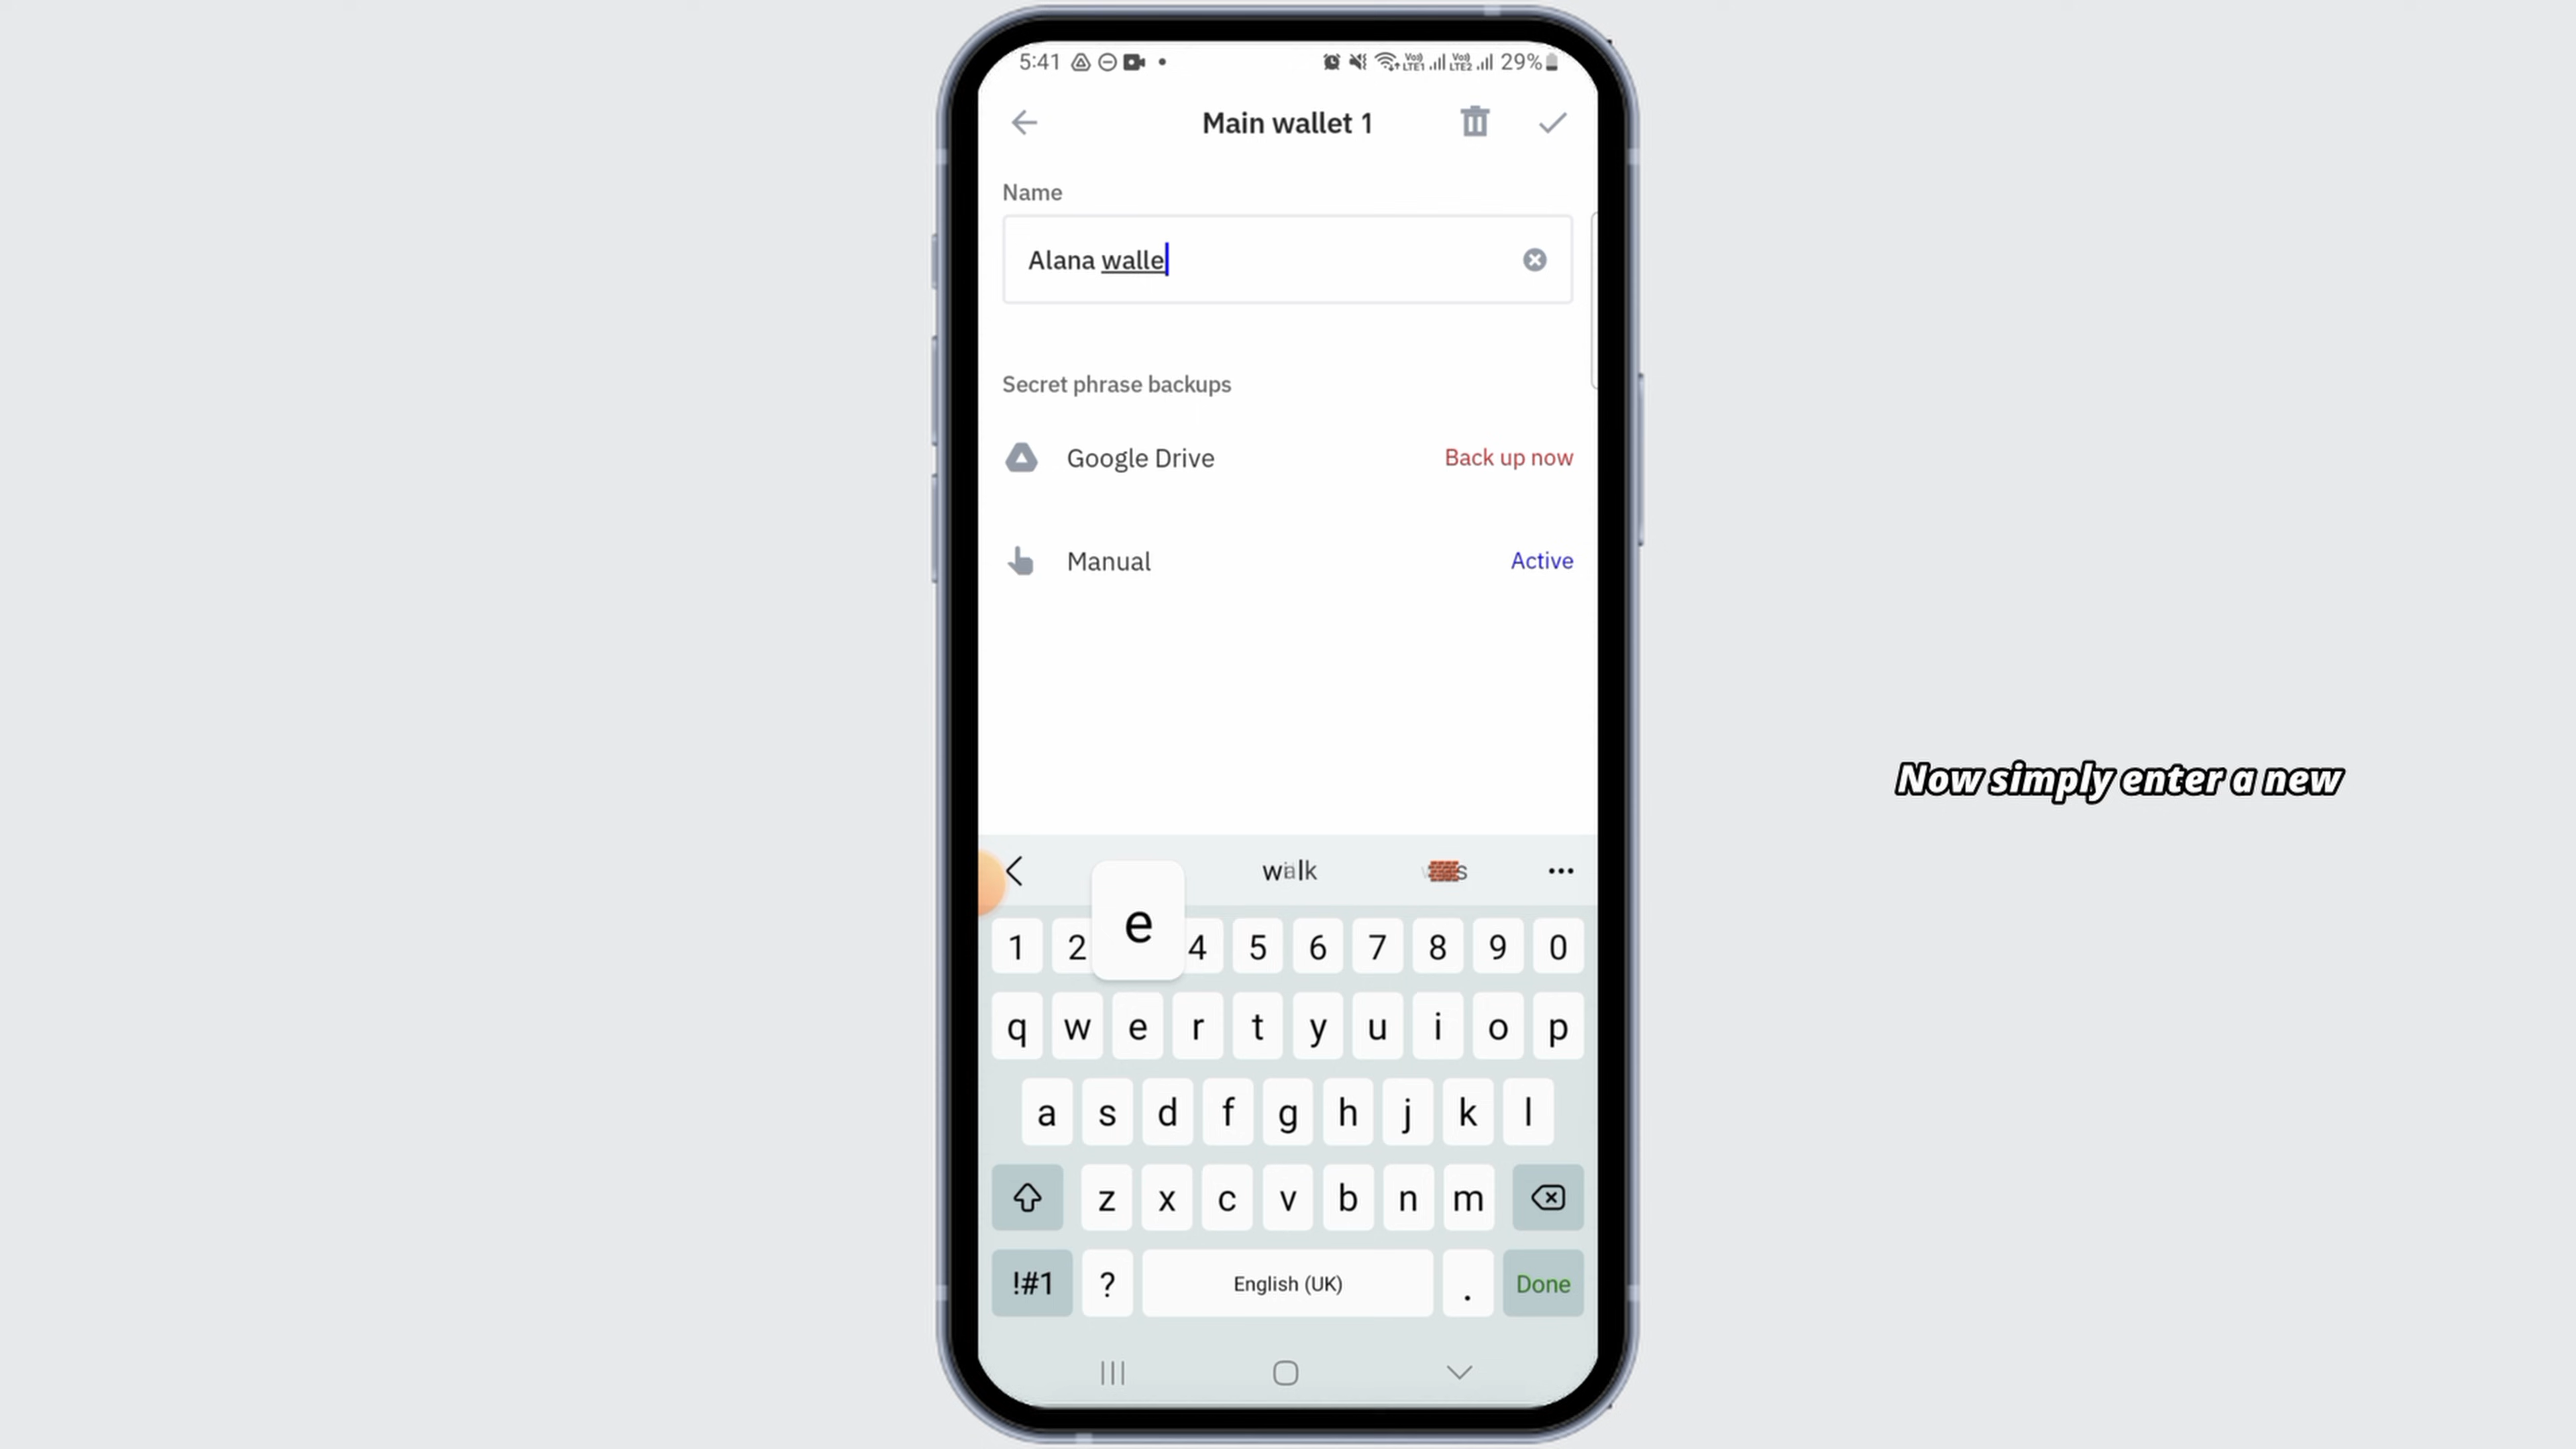 5:41 29%
Main wallet 1
Name
Alana walle
Secret phrase backups
Google Drive Back up now
Manual Active
Now simply enter a new
walk
e
1 2 4 5 6 7 8 9 0
q w e r t y u i o p
a s d f g h j k l
z x c v b n m
!#1 ? English (UK) . Done